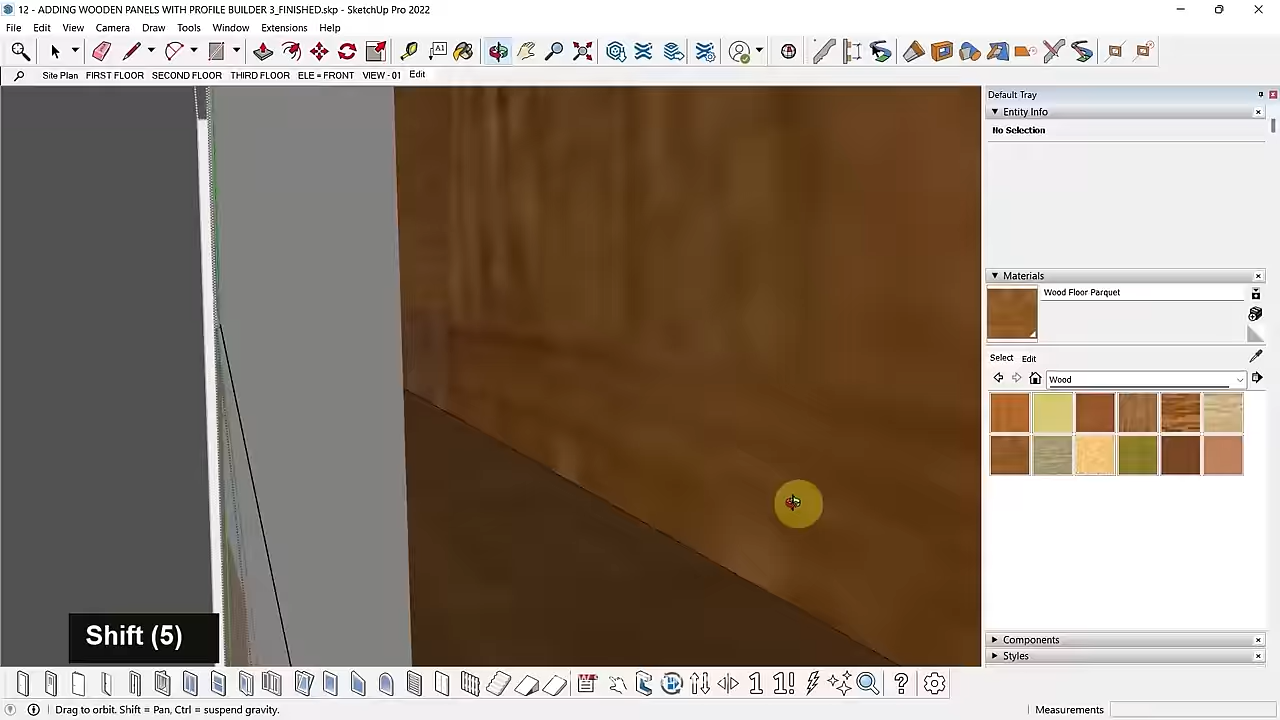 12 - ADDING WOODEN PANELS WITH PROFILE BUILDER 3_FINISHED.skp - SketchUp Pro 2022
File Edit View Camera Draw Tools Window Extensions Help
Site Plan FIRST FLOOR SECOND FLOOR THIRD FLOOR ELE = FRONT VIEW - 01 Edit
Default Tray
Entity Info
No Selection
Materials
Wood Floor Parquet
Select Edit
Wood
Components
Styles
Shift (5)
1 1! ?
Drag to orbit. Shift = Pan, Ctrl = suspend gravity.
Measurements